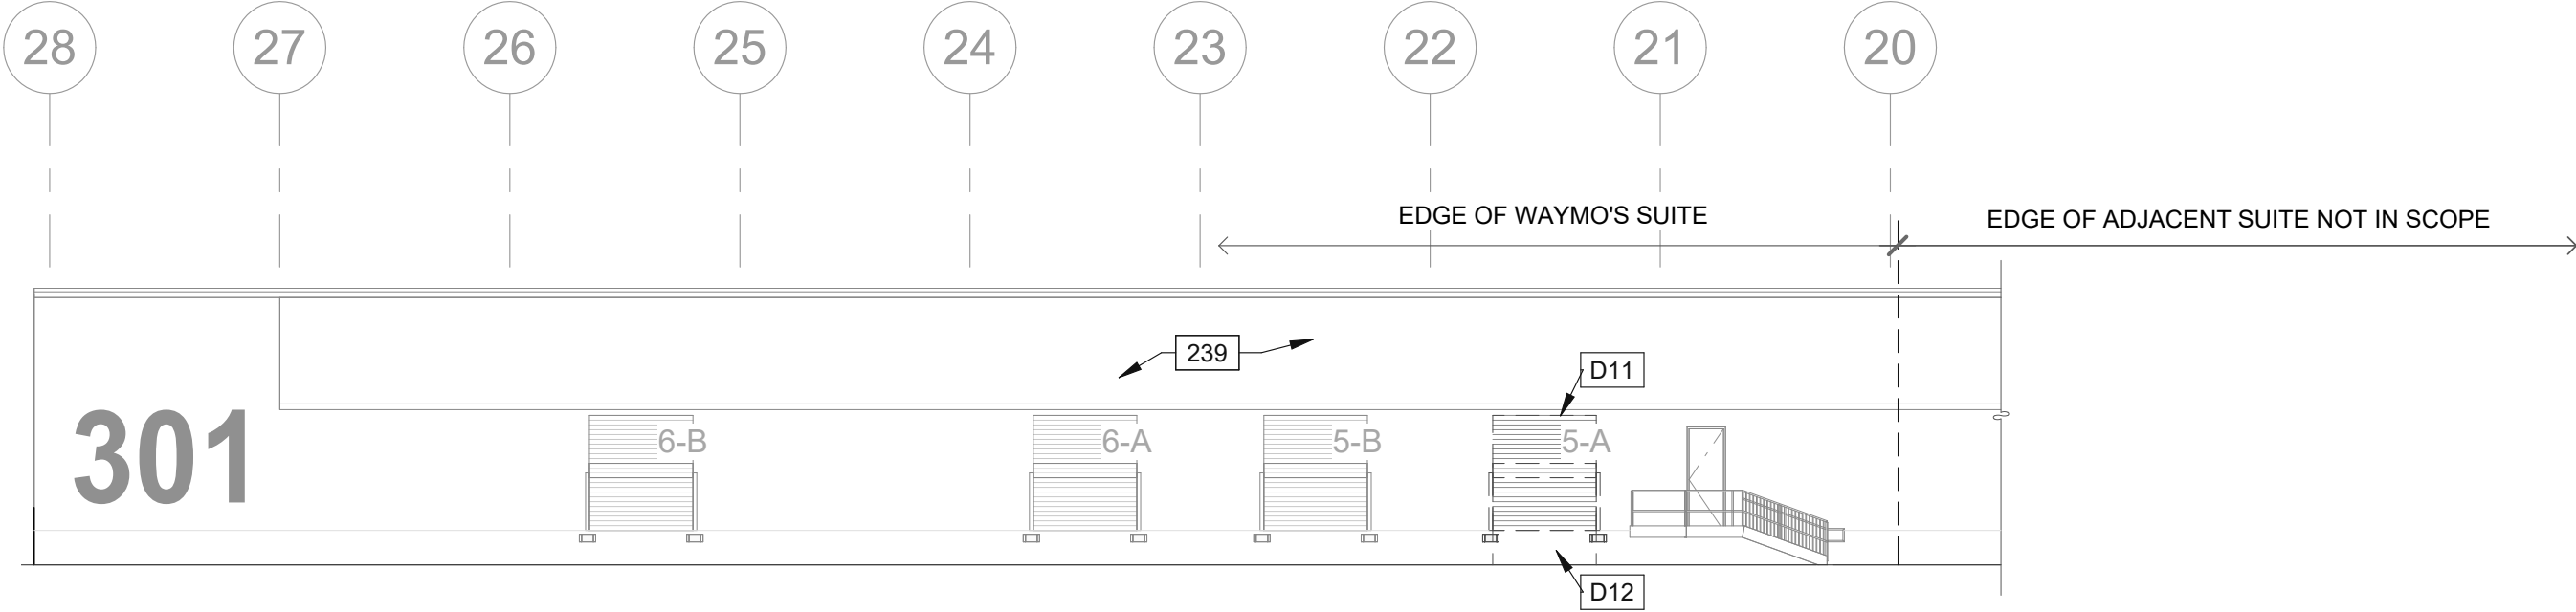 28 27 26 25 24 23 22 21 20
EDGE OF WAYMO'S SUITE
EDGE OF ADJACENT SUITE NOT IN SCOPE
239
D11
301
6-B 6-A 5-B 5-A
D12